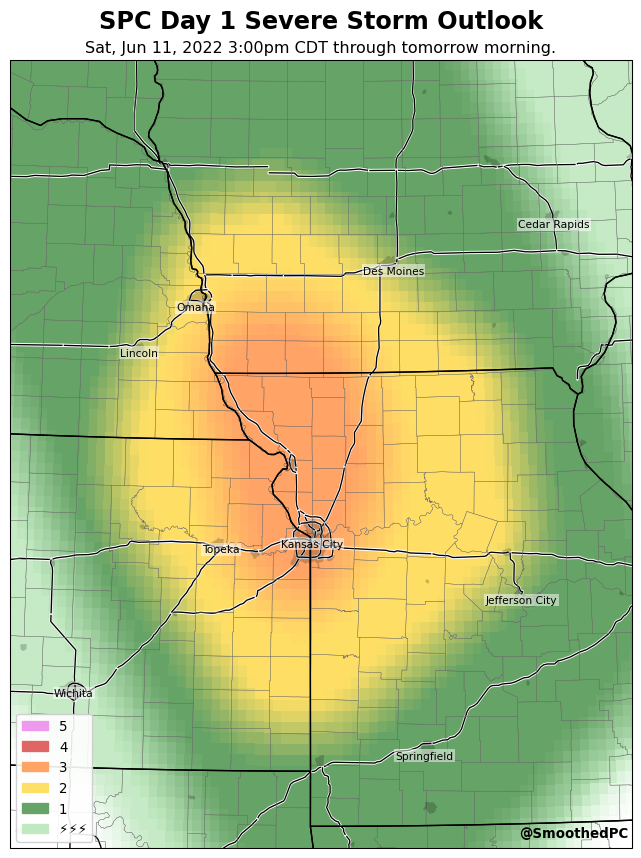 SPC Day 1 Severe Storm Outlook
Sat, Jun 11, 2022 3:00pm CDT through tomorrow morning.
Cedar Rapids
Des Moines
Omaha
Lincoln
Kansas City
Topeka
Jefferson City
Wichita
Springfield
5
4
3
2
1
⚡⚡⚡
@SmoothedPC